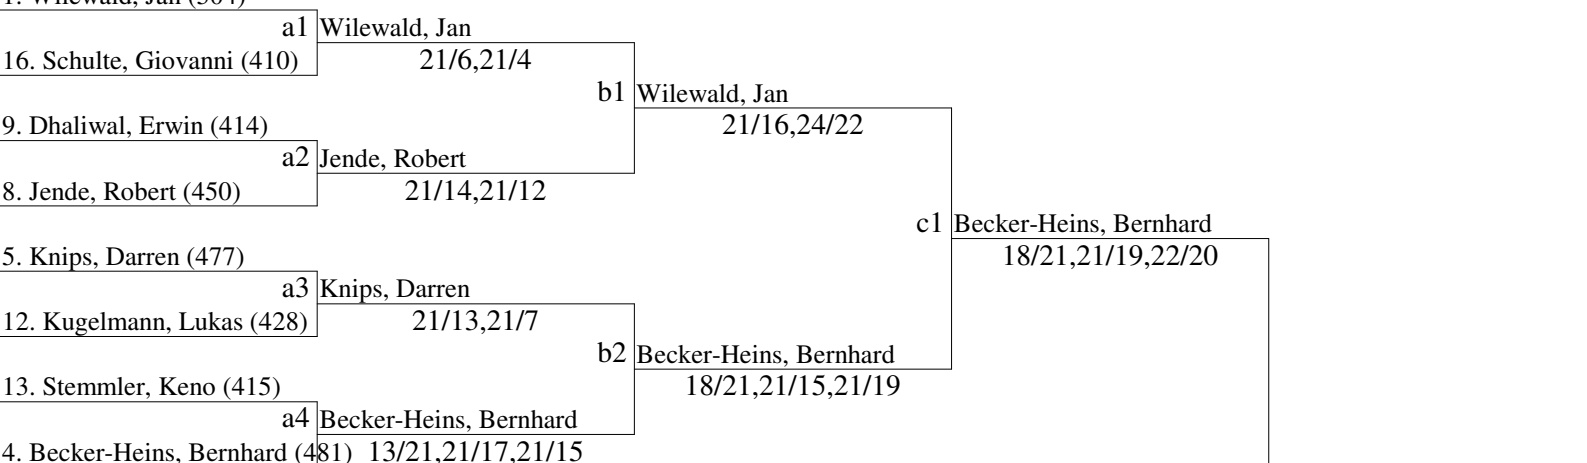 a1 Wilewald, Jan
16. Schulte, Giovanni (410) 21/6,21/4
b1 Wilewald, Jan
9. Dhaliwal, Erwin (414) 21/16,24/22
a2 Jende, Robert
8. Jende, Robert (450) 21/14,21/12
c1 Becker-Heins, Bernhard
5. Knips, Darren (477) 18/21,21/19,22/20
a3 Knips, Darren
12. Kugelmann, Lukas (428) 21/13,21/7
b2 Becker-Heins, Bernhard
13. Stemmler, Keno (415) 18/21,21/15,21/19
a4 Becker-Heins, Bernhard
4. Becker-Heins, Bernhard (481) 13/21,21/17,21/15